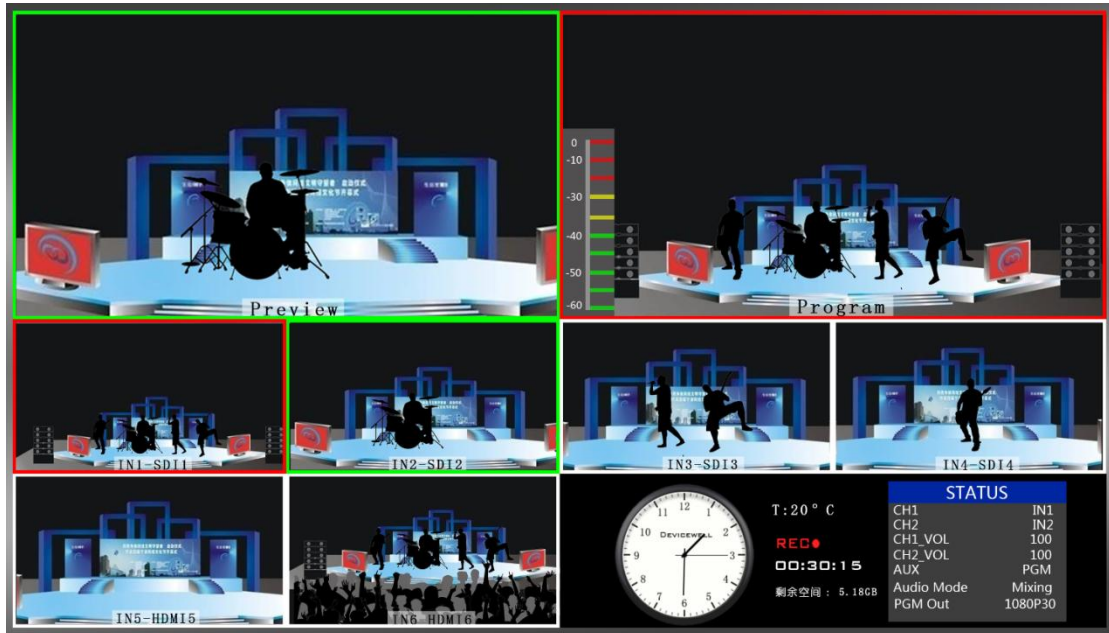 Preview
0
-10
-30
-40
-50
-60
Program
IN1-SDI1
IN2-SDI2
IN3-SDI3
IN4-SDI4
IN5-HDMI5
IN6-HDMI6
12
1
2
3
4
5
6
7
8
9
10
11
DEVICEWELL
T:20°C
REC
00:30:15
剩余空间： 5.18GB
STATUS
CH1 IN1
CH2 IN2
CH1_VOL 100
CH2_VOL 100
AUX PGM
Audio Mode Mixing
PGM Out 1080P30